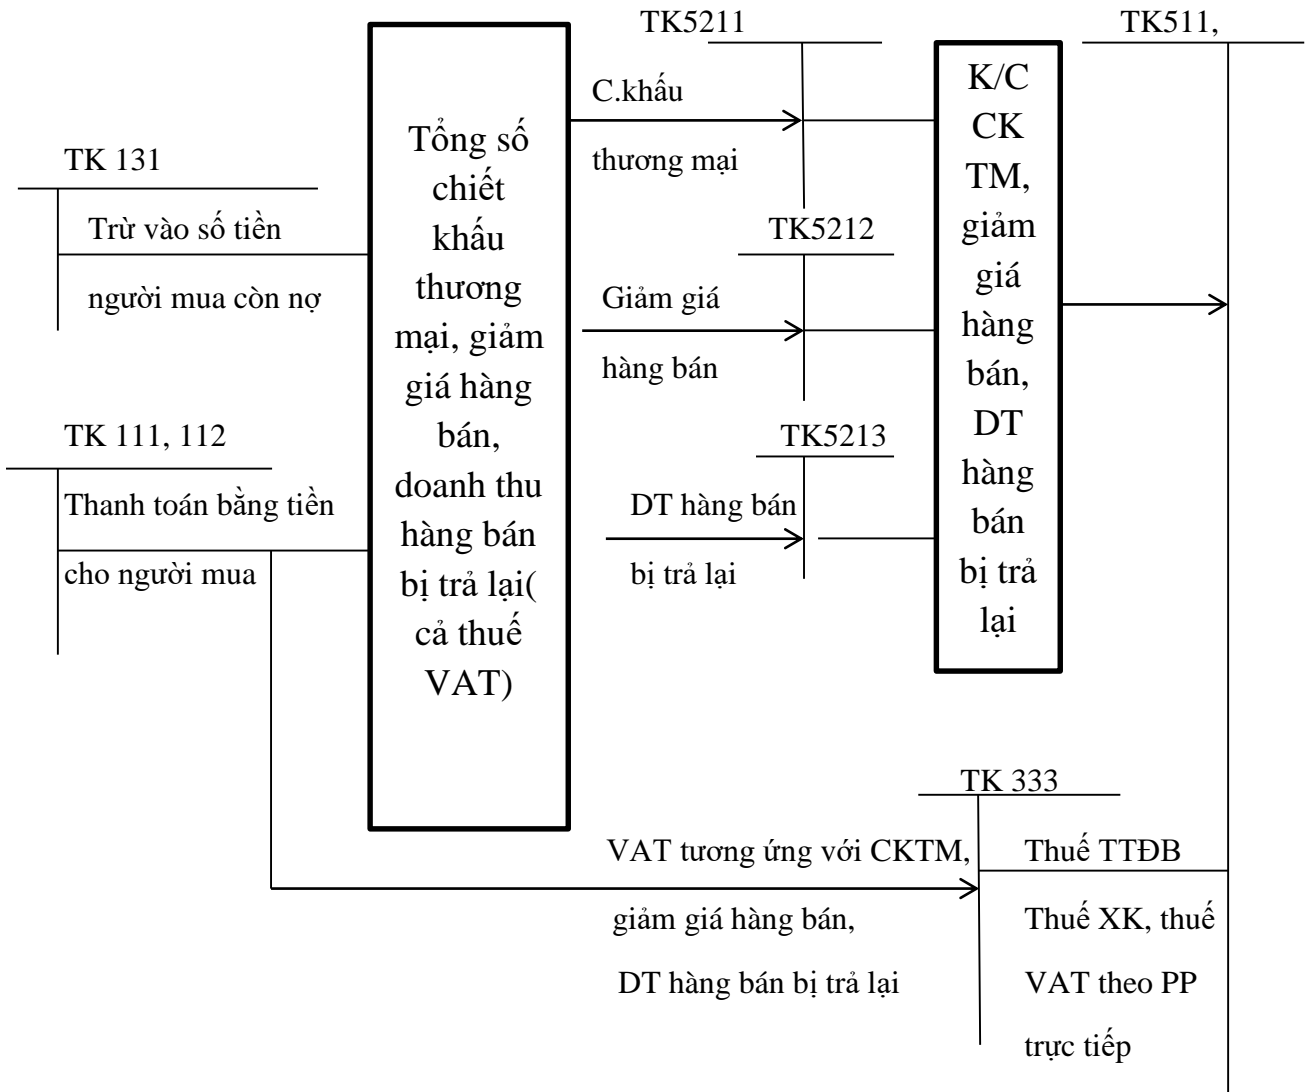 TK5211
TK511,
C.khấu
thương mại
TK 131
Trừ vào số tiền
người mua còn nợ
TK 111, 112
Thanh toán bằng tiền
cho người mua
Tổng số
chiết
khấu
thương
mại, giảm
giá hàng
bán,
doanh thu
hàng bán
bị trả lại(
cả thuế
VAT)
TK5212
Giảm giá
hàng bán
TK5213
DT hàng bán
bị trả lại
K/C
CK
TM,
giảm
giá
hàng
bán,
DT
hàng
bán
bị trả
lại
TK 333
VAT tương ứng với CKTM,
giảm giá hàng bán,
DT hàng bán bị trả lại
Thuế TTĐB
Thuế XK, thuế
VAT theo PP
trực tiếp